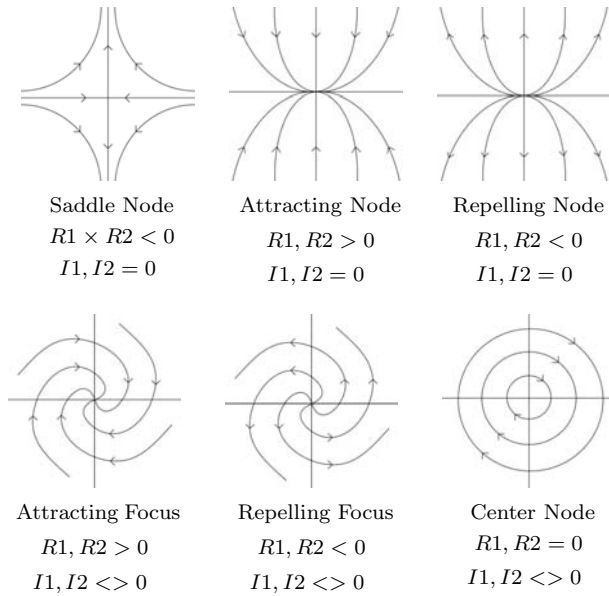 Saddle Node
R1 × R2 < 0
I1, I2 = 0
Attracting Node
R1, R2 > 0
I1, I2 = 0
Repelling Node
R1, R2 < 0
I1, I2 = 0
Attracting Focus
R1, R2 > 0
I1, I2 <> 0
Repelling Focus
R1, R2 < 0
I1, I2 <> 0
Center Node
R1, R2 = 0
I1, I2 <> 0